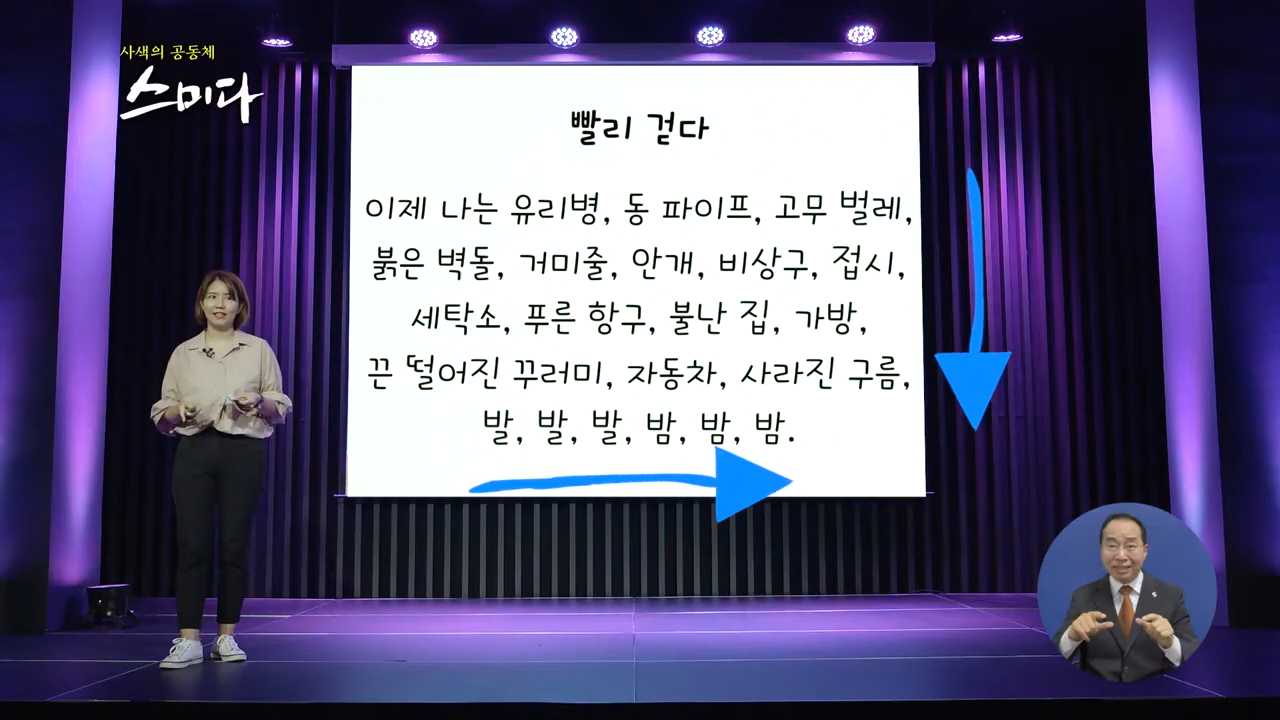 사색의 공동체
스미다
빨리 걷다
이제 나는 유리병, 동 파이프, 고무 벌레,
붉은 벽돌, 거미줄, 안개, 비상구, 접시,
세탁소, 푸른 항구, 불난 집, 가방,
끈 떨어진 꾸러미, 자동차, 사라진 구름,
발, 발, 발, 밤, 밤, 밤.